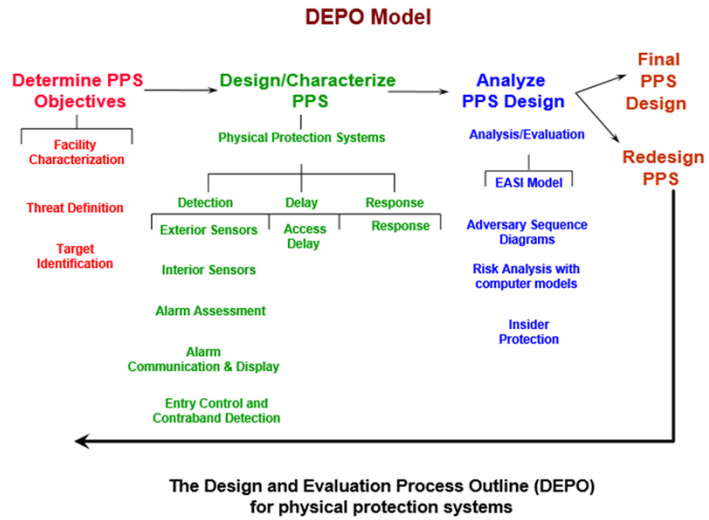 DEPO Model
Determine PPS
Objectives
Design/Characterize
PPS
Analyze
PPS Design
Final
PPS
Design
Redesign
PPS
Facility
Characterization
Threat Definition
Target
Identification
Physical Protection Systems
Detection
Delay
Response
Exterior Sensors
Access
Delay
Response
Interior Sensors
Alarm Assessment
Alarm
Communication & Display
Entry Control and
Contraband Detection
Analysis/Evaluation
EASI Model
Adversary Sequence
Diagrams
Risk Analysis with
computer models
Insider
Protection
The Design and Evaluation Process Outline (DEPO)
for physical protection systems